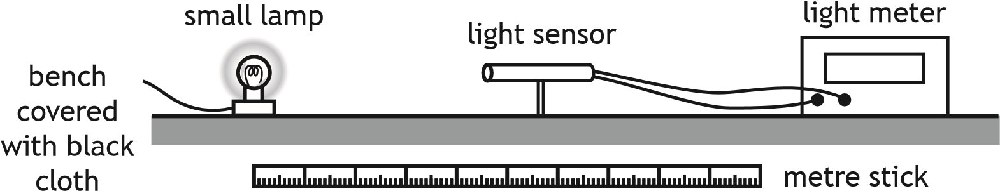 small lamp
light sensor
light meter
bench
covered
with black
cloth
metre stick